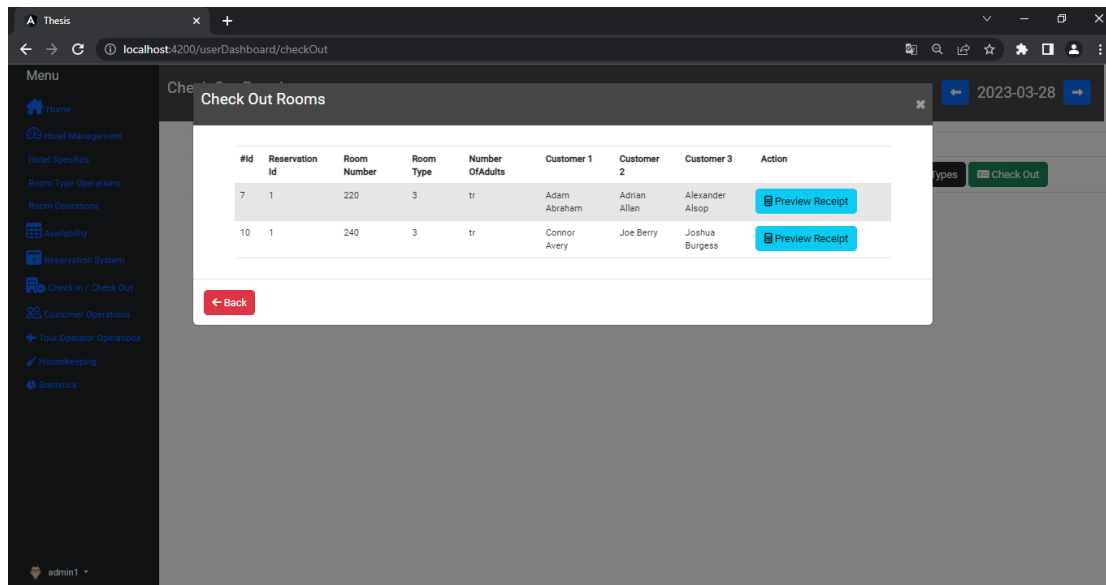 Thesis
localhost:4200/userDashboard/checkOut
Menu
Home
Hotel Management
Hotel Specifics
Room Type Operations
Room Operations
Availability
Reservation System
Check In / Check Out
Customer Operations
Tour Operator Operations
Housekeeping
Statistics
admin1
Che
2023-03-28
Types Check Out
Check Out Rooms
#Id Reservation Id Room Number Room Type Number OfAdults Customer 1 Customer 2 Customer 3 Action
7 1 220 3 tr Adam Abraham Adrian Allan Alexander Alsop Preview Receipt
10 1 240 3 tr Connor Avery Joe Berry Joshua Burgess Preview Receipt
Back